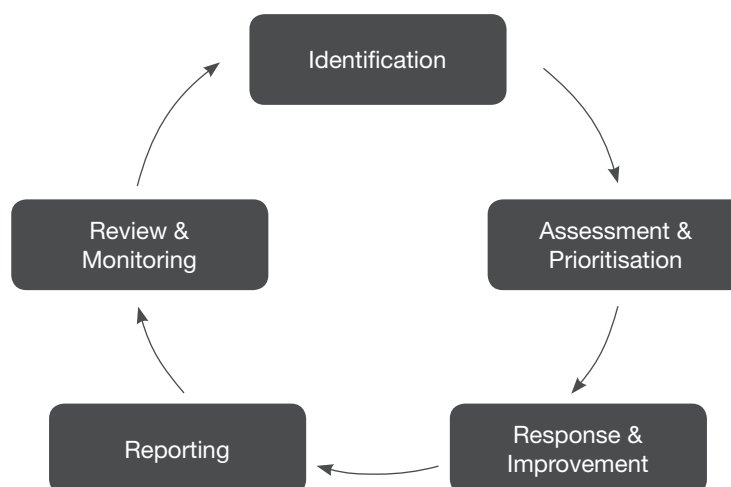 Identification
Assessment &
Prioritisation
Response &
Improvement
Reporting
Review &
Monitoring